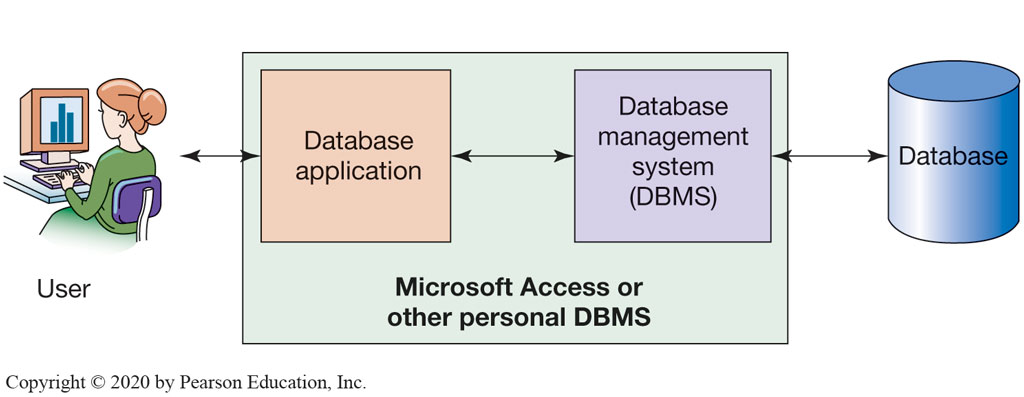 Database
application
Database
management
system
(DBMS)
Database
User
Microsoft Access or
other personal DBMS
Copyright © 2020 by Pearson Education, Inc.